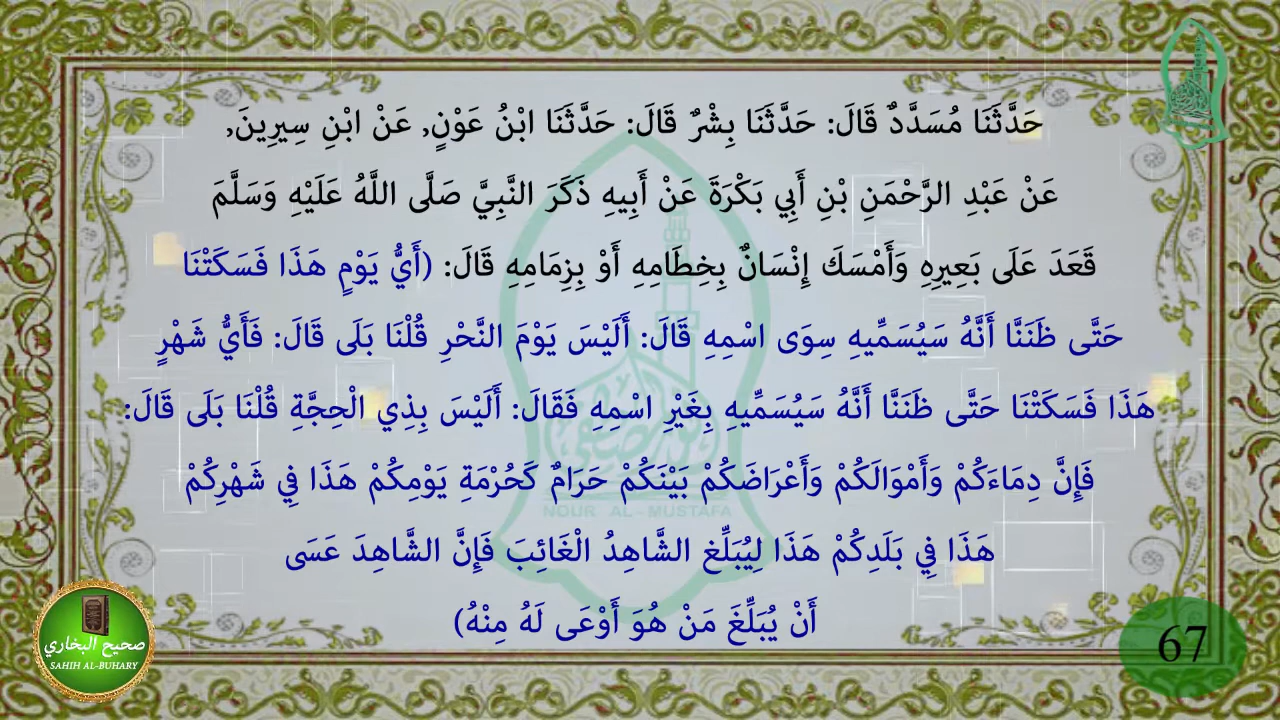 حَدَّثَنَا مُسَدَّدٌ قَالَ: حَدَّثَنَا بِشْرٌ قَالَ: حَدَّثَنَا ابْنُ عَوْنٍ, عَنْ ابْنِ سِيرِينَ,
عَنْ عَبْدِ الرَّحْمَنِ بْنِ أَبِي بَكْرَةَ عَنْ أَبِيهِ ذَكَرَ النَّبِيَّ صَلَّى اللَّهُ عَلَيْهِ وَسَلَّمَ
قَعَدَ عَلَى بَعِيرِهِ وَأَمْسَكَ إِنْسَانٌ بِخِطَامِهِ أَوْ بِزِمَامِهِ قَالَ: (أَيُّ يَوْمٍ هَذَا فَسَكَتْنَا
حَتَّى ظَنَنَّا أَنَّهُ سَيُسَمِّيهِ سِوَى اسْمِهِ قَالَ: أَلَيْسَ يَوْمَ النَّحْرِ قُلْنَا بَلَى قَالَ: فَأَيُّ شَهْرٍ
هَذَا فَسَكَتْنَا حَتَّى ظَنَنَّا أَنَّهُ سَيُسَمِّيهِ بِغَيْرِ اسْمِهِ فَقَالَ: أَلَيْسَ بِذِي الْحِجَّةِ قُلْنَا بَلَى قَالَ:
فَإِنَّ دِمَاءَكُمْ وَأَمْوَالَكُمْ وَأَعْرَاضَكُمْ بَيْنَكُمْ حَرَامٌ كَحُرْمَةِ يَوْمِكُمْ هَذَا فِي شَهْرِكُمْ
هَذَا فِي بَلَدِكُمْ هَذَا لِيُبَلِّغ الشَّاهِدُ الْغَائِبَ فَإِنَّ الشَّاهِدَ عَسَى
أَنْ يُبَلِّغَ مَنْ هُوَ أَوْعَى لَهُ مِنْهُ)
NOUR AL-MUSTAFA
صحيح البخاري
SAHIH AL-BUHARY
67